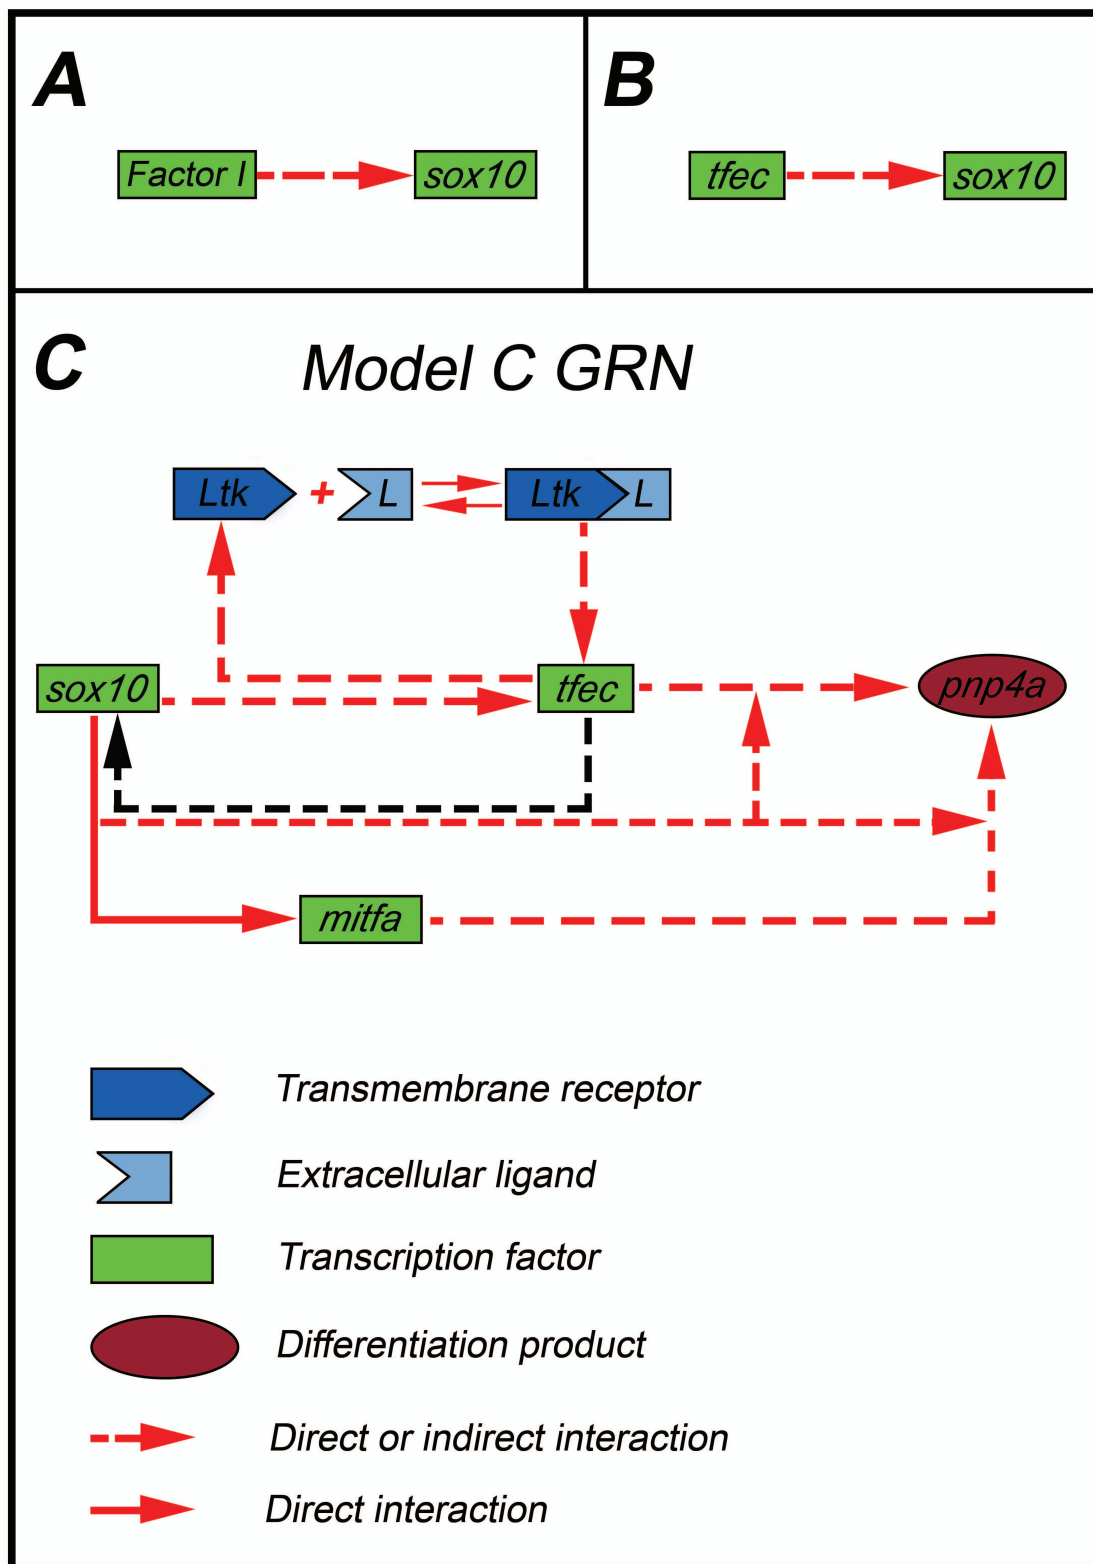 A
B
Factor I
sox10
tfec
sox10
C
Model C GRN
Ltk
+
L
Ltk
L
sox10
tfec
pnp4a
mitfa
Transmembrane receptor
Extracellular ligand
Transcription factor
Differentiation product
Direct or indirect interaction
Direct interaction